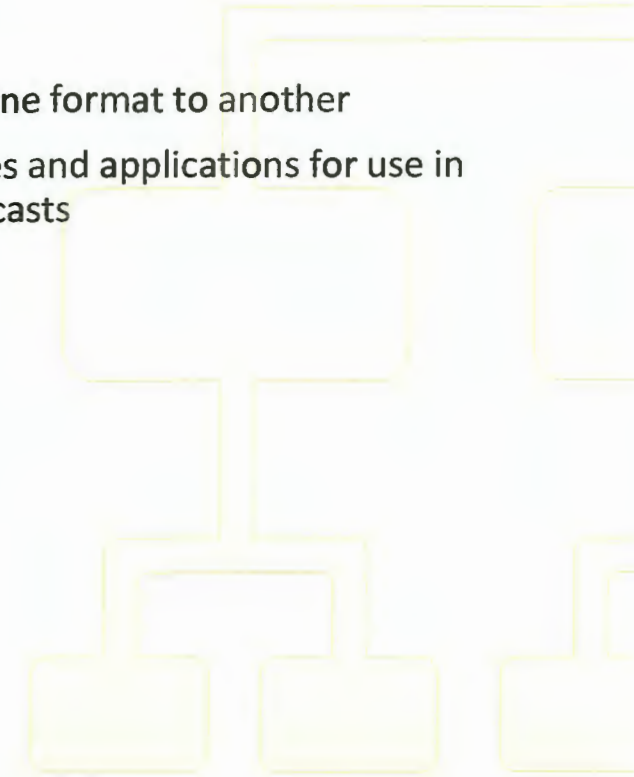 ne format to another
es and applications for use in
casts